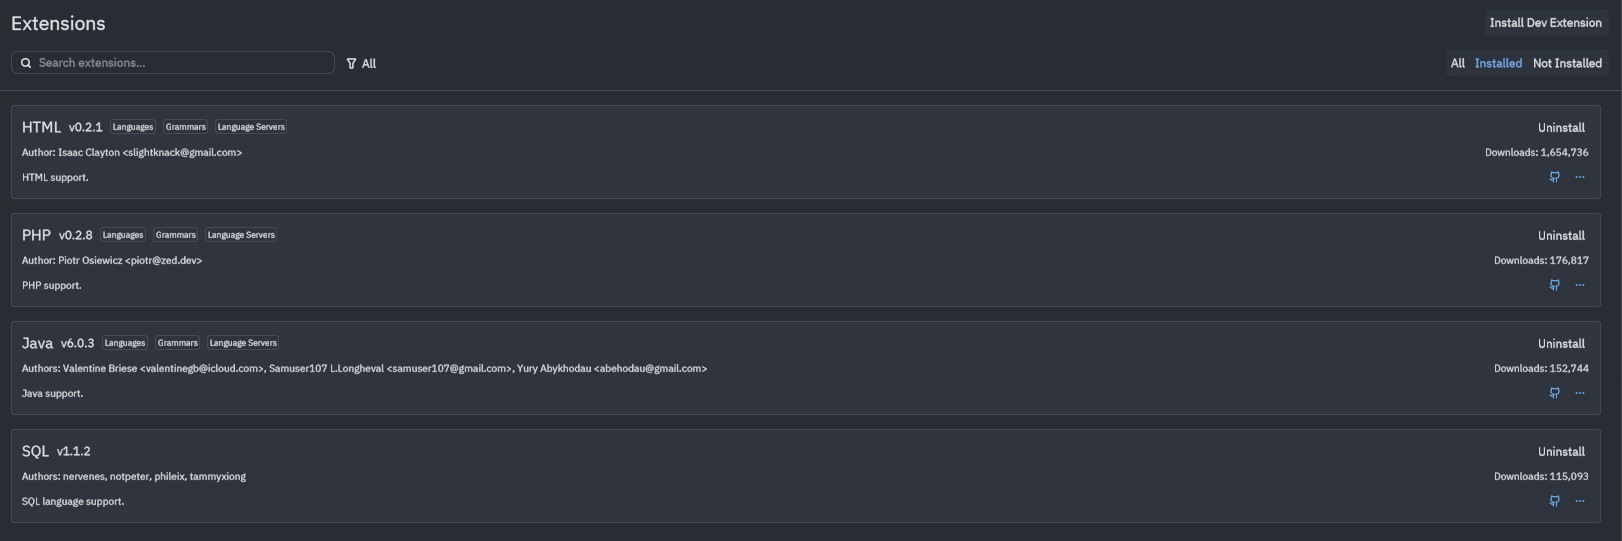 Extensions
Install Dev Extension
Search extensions...
All
All Installed Not Installed
HTML v0.2.1 Languages Grammars Language Servers
Uninstall
Author: Isaac Clayton <slightknack@gmail.com>
Downloads: 1,654,736
HTML support.
...
PHP v0.2.8 Languages Grammars Language Servers
Uninstall
Author: Piotr Osiewicz <piotr@zed.dev>
Downloads: 176,817
PHP support.
...
Java v6.0.3 Languages Grammars Language Servers
Uninstall
Authors: Valentine Briese <valentinegb@icloud.com>, Samuser107 L.Longheval <samuser107@gmail.com>, Yury Abykhodau <abehodau@gmail.com>
Downloads: 152,744
Java support.
...
SQL v1.1.2
Uninstall
Authors: nervenes, notpeter, phileix, tammyxiong
Downloads: 115,093
SQL language support.
...